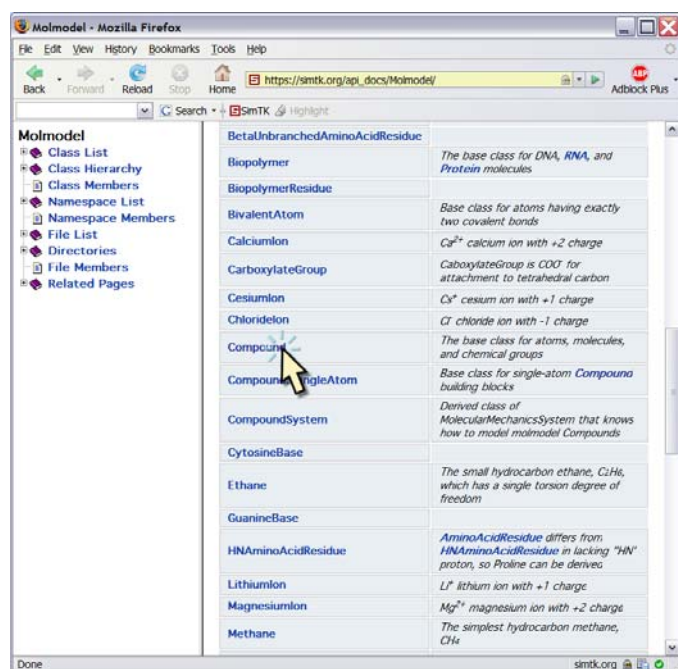 Molmodel - Mozilla Firefox
File Edit View History Bookmarks Tools Help
Back Forward Reload Stop Home https://simtk.org/api_docs/Molmodel/ ABP Adblock Plus
Search SimTK Highlight
Molmodel
Class List
Class Hierarchy
Class Members
Namespace List
Namespace Members
File List
Directories
File Members
Related Pages
BetaUnbranchedAminoAcidResidue
Biopolymer
The base class for DNA, RNA, and
Protein molecules
BiopolymerResidue
BivalentAtom
Base class for atoms having exactly
two covalent bonds
CalciumIon
Ca2+ calcium ion with +2 charge
CarboxylateGroup
CaboxylateGroup is COO- for
attachment to tetrahedral carbon
CesiumIon
Cs+ cesium ion with +1 charge
ChlorideIon
Cl- chloride ion with -1 charge
Compound
The base class for atoms, molecules,
and chemical groups
Base class for single-atom Compound
building blocks
CompoundSystem
Derived class of
MolecularMechanicsSystem that knows
how to model molmodel Compounds
CytosineBase
Ethane
The small hydrocarbon ethane, C2H6,
which has a single torsion degree of
freedom
GuanineBase
HNAminoAcidResidue
AminoAcidResidue differs from
HNAminoAcidResidue in lacking "HN"
proton, so Proline can be derived
LithiumIon
Li+ lithium ion with +1 charge
MagnesiumIon
Mg2+ magnesium ion with +2 charge
Methane
The simplest hydrocarbon methane,
CH4
Done simtk.org